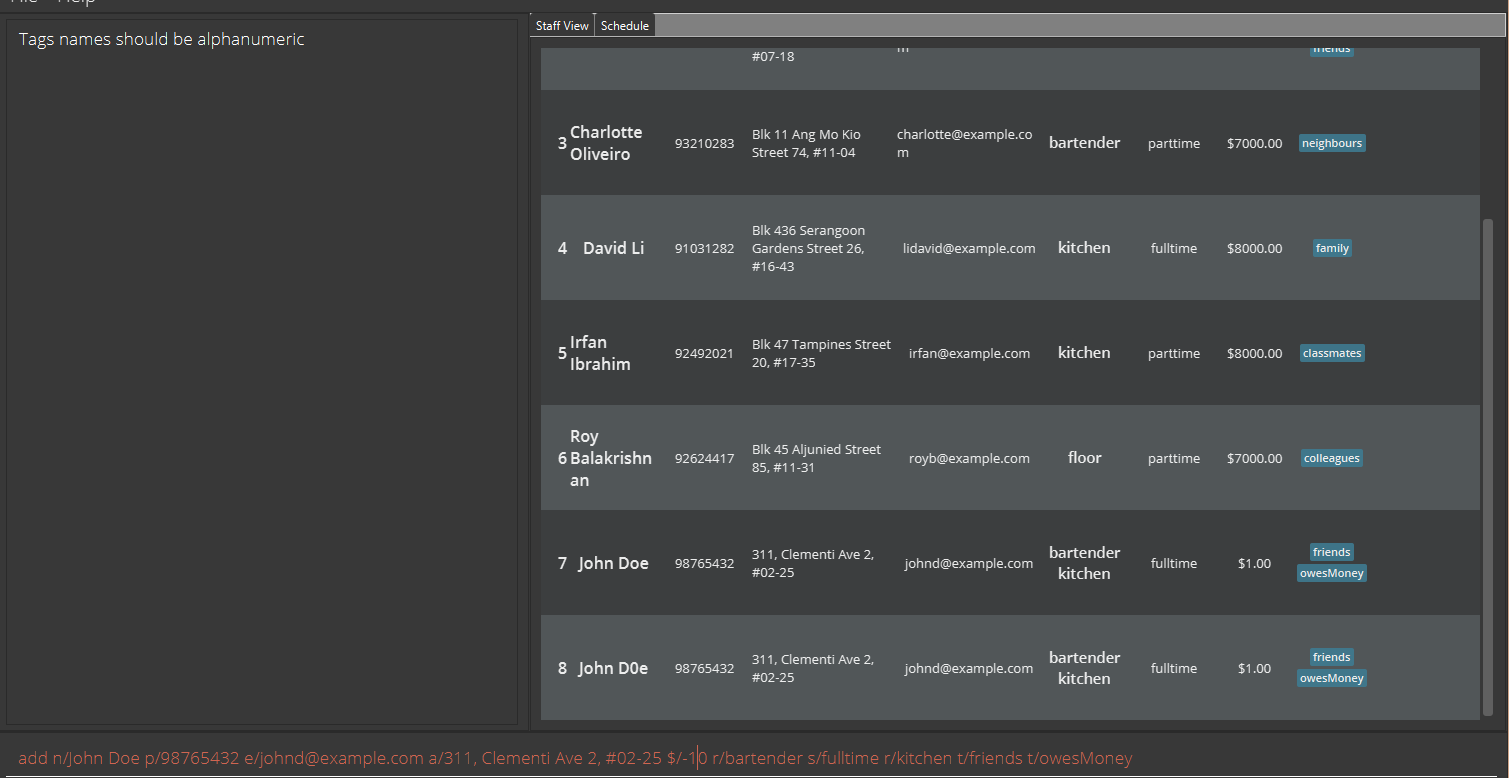 Help
Tags names should be alphanumeric
Staff View Schedule
#07-18 m friends
3 Charlotte Oliveiro 93210283 Blk 11 Ang Mo Kio Street 74, #11-04 charlotte@example.com bartender parttime $7000.00 neighbours
4 David Li 91031282 Blk 436 Serangoon Gardens Street 26, #16-43 lidavid@example.com kitchen fulltime $8000.00 family
5 Irfan Ibrahim 92492021 Blk 47 Tampines Street 20, #17-35 irfan@example.com kitchen parttime $8000.00 classmates
6 Roy Balakrishnan 92624417 Blk 45 Aljunied Street 85, #11-31 royb@example.com floor parttime $7000.00 colleagues
7 John Doe 98765432 311, Clementi Ave 2, #02-25 johnd@example.com bartender kitchen fulltime $1.00 friends owesMoney
8 John D0e 98765432 311, Clementi Ave 2, #02-25 johnd@example.com bartender kitchen fulltime $1.00 friends owesMoney
add n/John Doe p/98765432 e/johnd@example.com a/311, Clementi Ave 2, #02-25 $/-10 r/bartender s/fulltime r/kitchen t/friends t/owesMoney